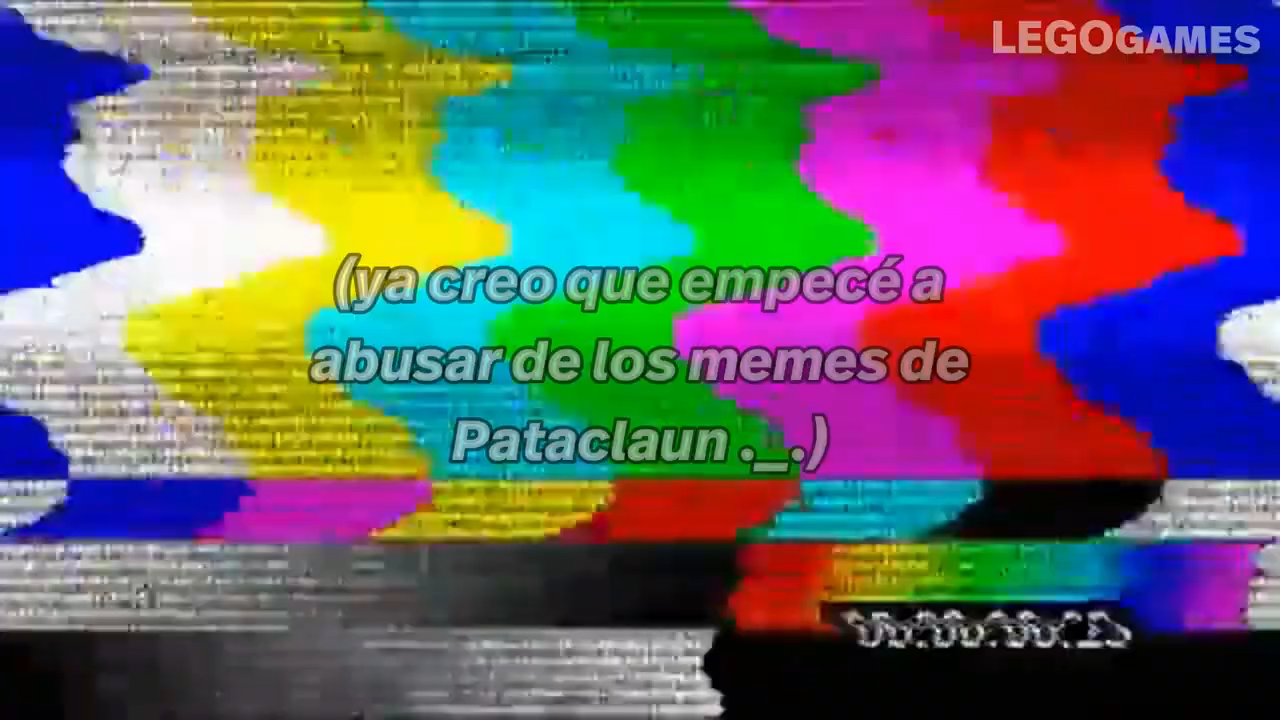 LEGOGAMES
(ya creo que empecé a
abusar de los memes de
Pataclaun ._.)